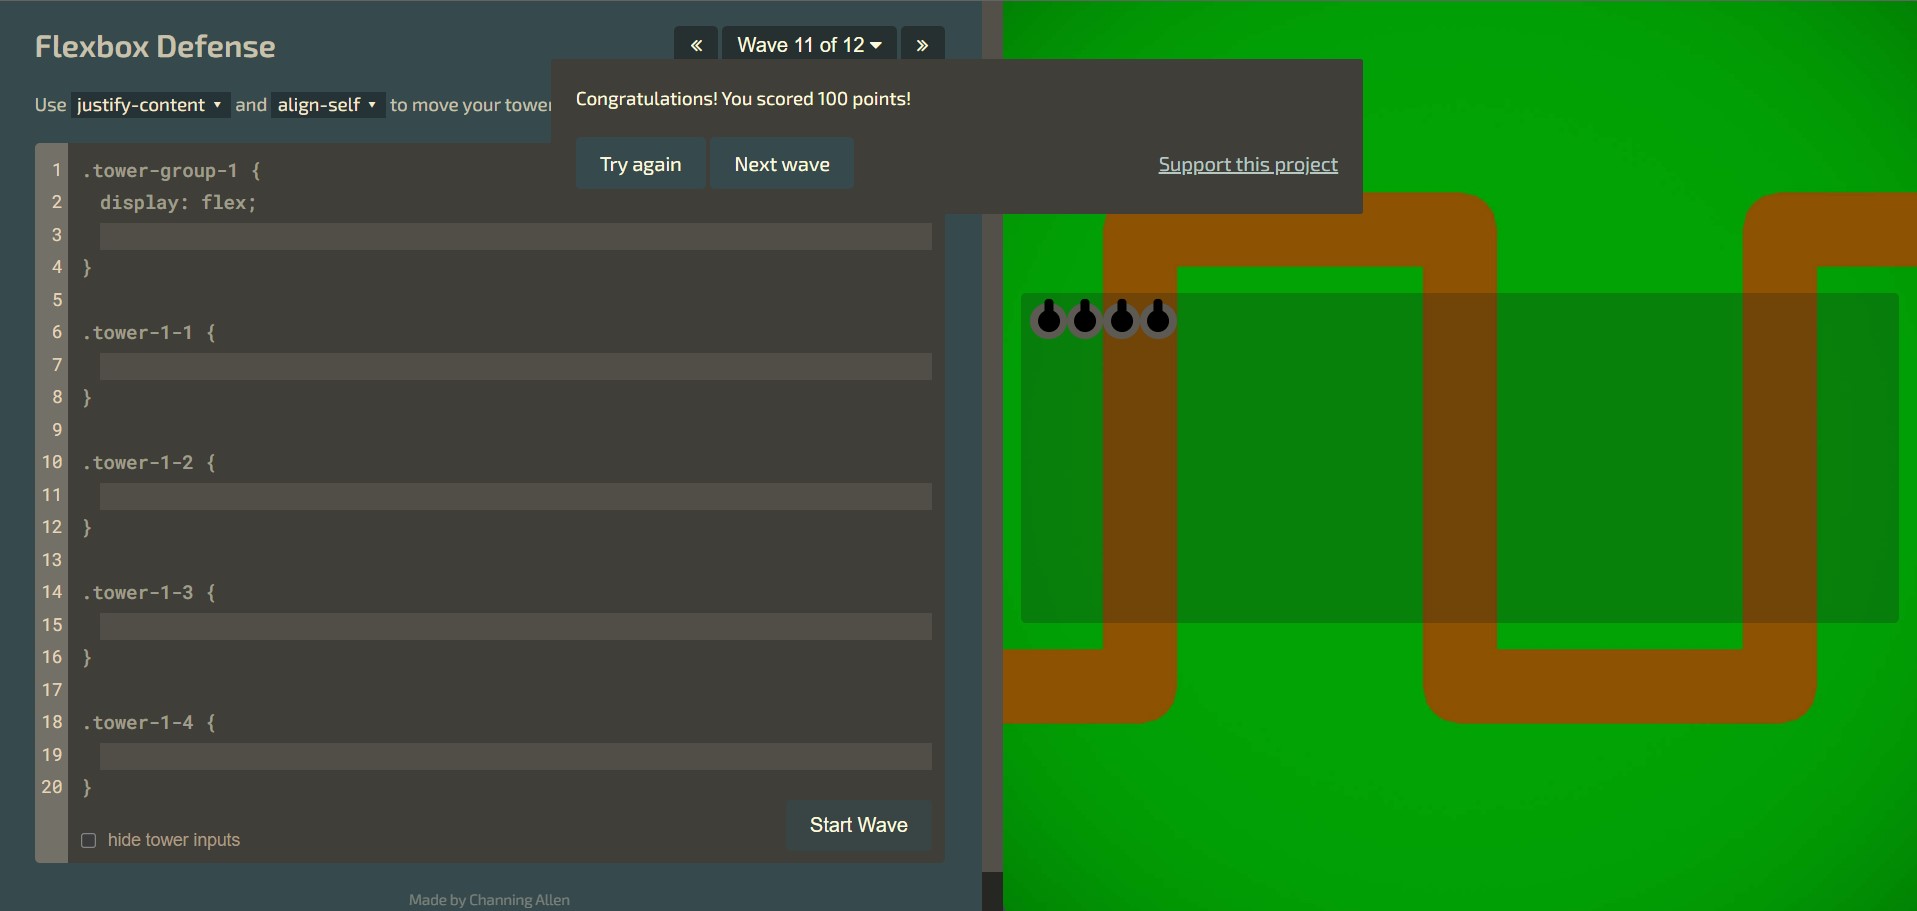 Flexbox Defense
« Wave 11 of 12 »
Use justify-content and align-self to move your tower
Congratulations! You scored 100 points!
Try again Next wave Support this project
1 .tower-group-1 {
2 display: flex;
3
4 }
5
6 .tower-1-1 {
7
8 }
9
10 .tower-1-2 {
11
12 }
13
14 .tower-1-3 {
15
16 }
17
18 .tower-1-4 {
19
20 }
hide tower inputs
Start Wave
Made by Channing Allen